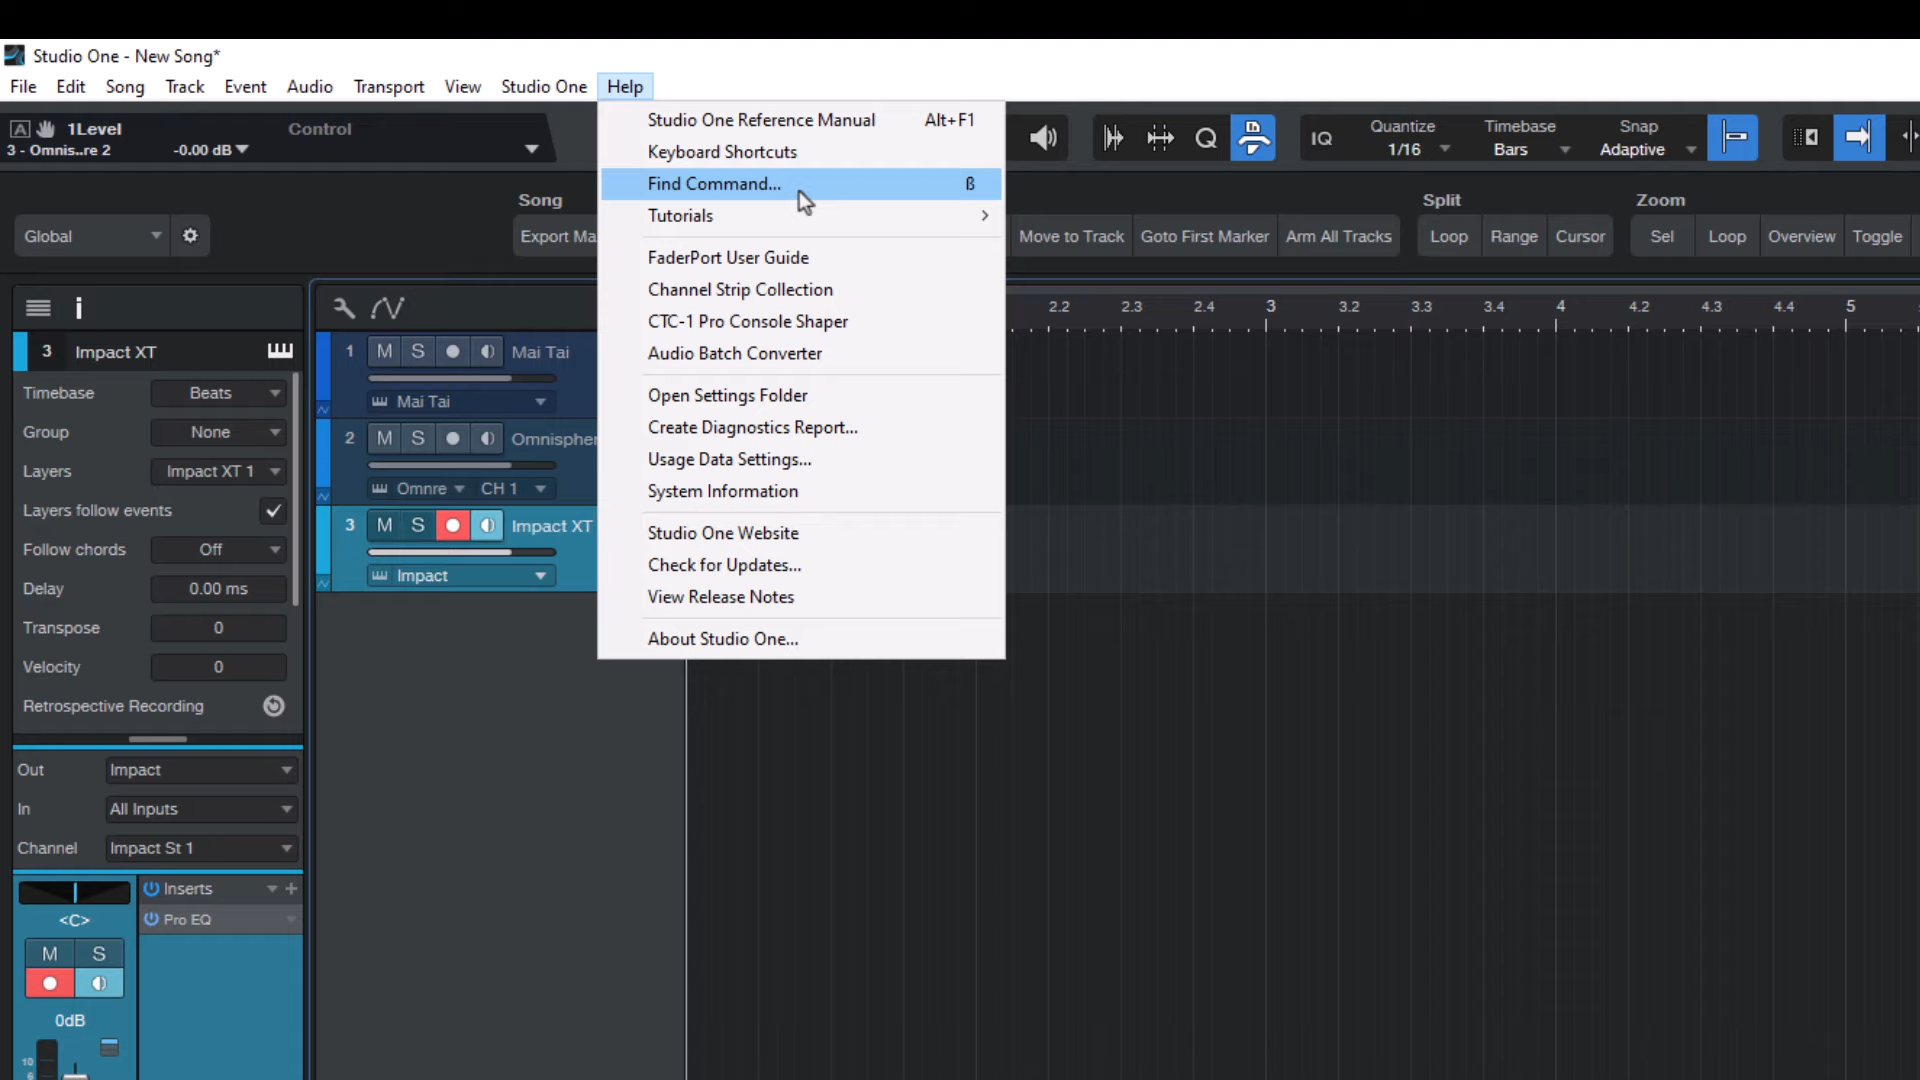 Studio One - New Song*
File Edit Song Track Event Audio Transport View Studio One Help
A 1Level Control
3 - Omnis..re 2 -0.00 dB
IQ Quantize Timebase Snap
1/16 Bars Adaptive
Studio One Reference Manual Alt+F1
Keyboard Shortcuts
Find Command... ß
Tutorials
FaderPort User Guide
Channel Strip Collection
CTC-1 Pro Console Shaper
Audio Batch Converter
Open Settings Folder
Create Diagnostics Report...
Usage Data Settings...
System Information
Studio One Website
Check for Updates...
View Release Notes
About Studio One...
Song Split Zoom
Global Export Ma Move to Track Goto First Marker Arm All Tracks Loop Range Cursor Sel Loop Overview Toggle
2.2 2.3 2.4 3 3.2 3.3 3.4 4 4.2 4.3 4.4 5
3 Impact XT
Timebase Beats
Group None
Layers Impact XT 1
Layers follow events
Follow chords Off
Delay 0.00 ms
Transpose 0
Velocity 0
Retrospective Recording
Out Impact
In All Inputs
Channel Impact St 1
Inserts
<C> Pro EQ
M S
0dB
10
6
1 M S Mai Tai
Mai Tai
2 M S Omnispher
Omnre CH 1
3 M S Impact XT
Impact